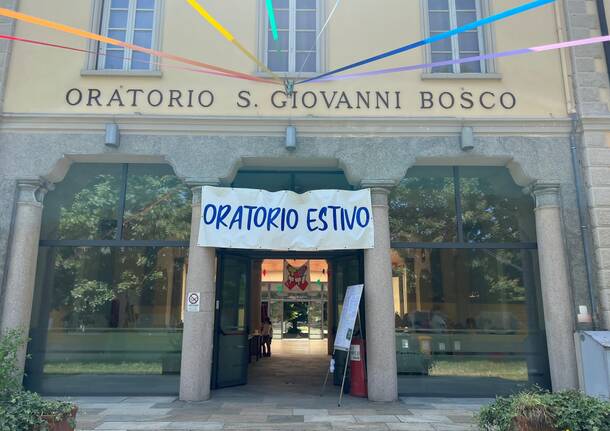 ORATORIO S. GIOVANNI BOSCO
ORATORIO ESTIVO